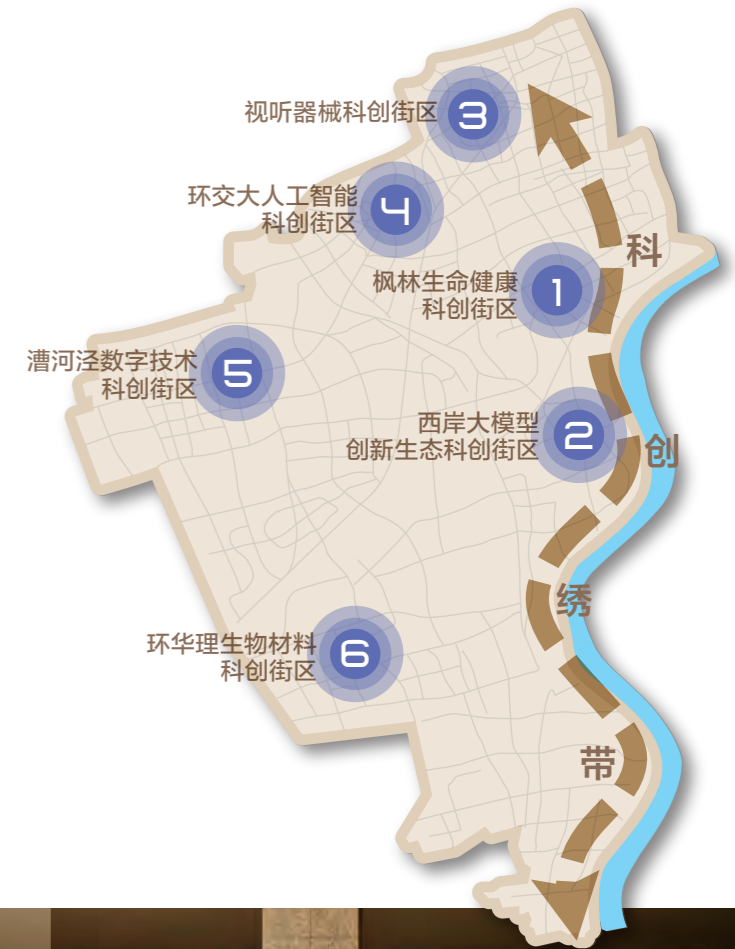 视听器械科创街区
3
环交大人工智能
科创街区
4
科
枫林生命健康
科创街区
1
漕河泾数字技术
科创街区
5
西岸大模型
创新生态科创街区
2
创
绣
环华理生物材料
科创街区
6
带